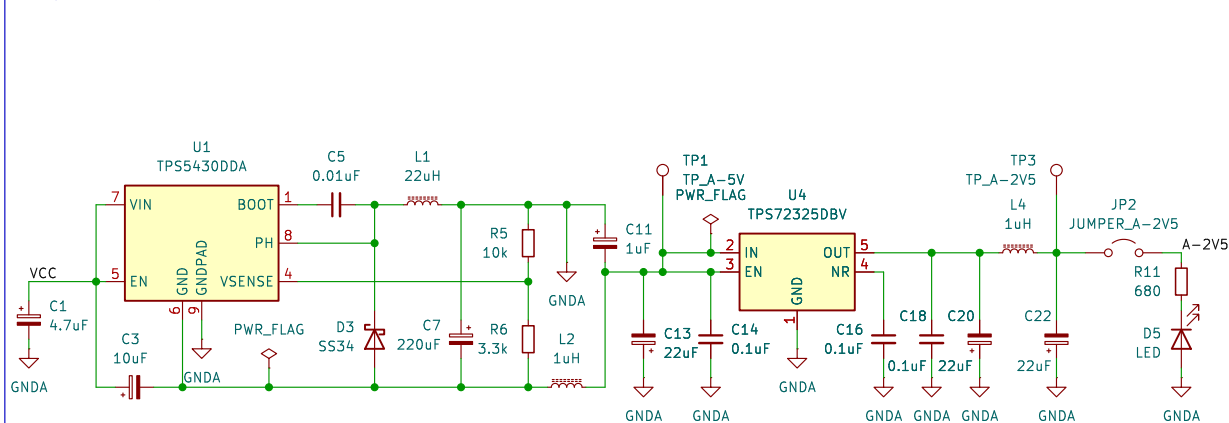 U1
TPS5430DDA
7
VIN
BOOT
1
PH
8
5
EN
VSENSE
4
GND
GNDPAD
6
9
VCC
C1
4.7uF
GNDA
C3
10uF
GNDA
PWR_FLAG
C5
0.01uF
L1
22uH
D3
SS34
C7
220uF
R5
10k
R6
3.3k
GNDA
L2
1uH
C11
1uF
TP1
TP_A-5V
PWR_FLAG
U4
TPS72325DBV
2
IN
OUT
5
3
EN
NR
4
GND
1
GNDA
C13
22uF
GNDA
C14
0.1uF
GNDA
C16
0.1uF
GNDA
C18
0.1uF
GNDA
C20
22uF
GNDA
L4
1uH
TP3
TP_A-2V5
C22
22uF
GNDA
JP2
JUMPER_A-2V5
A-2V5
R11
680
D5
LED
GNDA